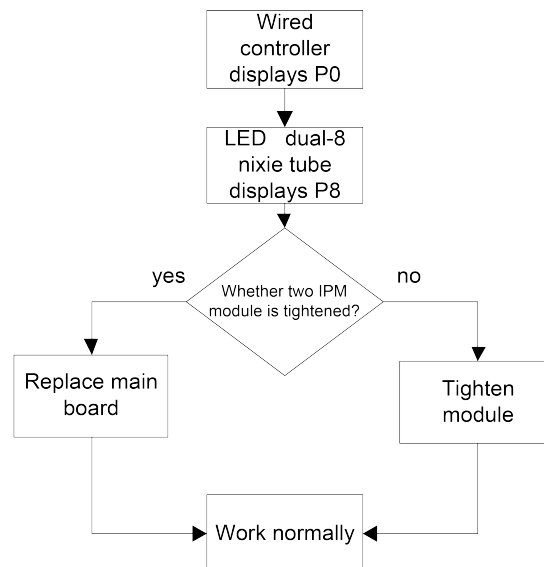 Wired
controller
displays P0
LED dual-8
nixie tube
displays P8
yes
no
Whether two IPM
module is tightened?
Replace main
board
Tighten
module
Work normally